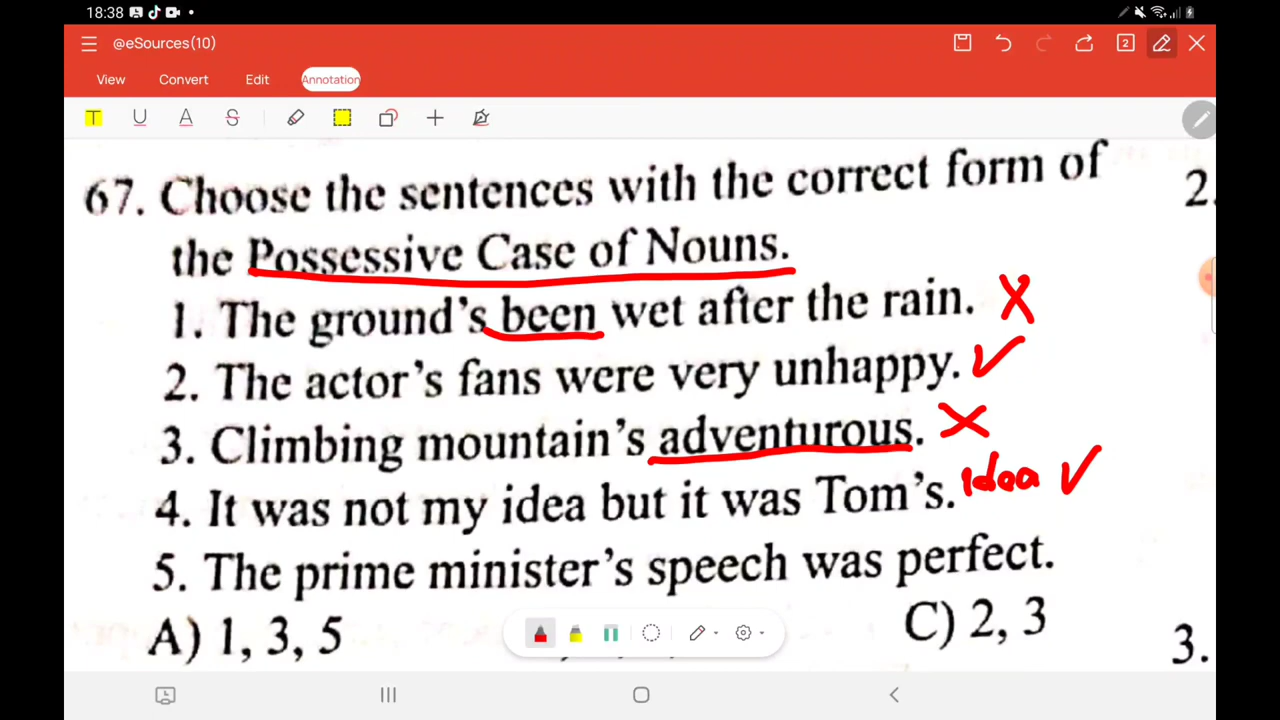 18:38
@eSources(10)
2
View Convert Edit Annotation
T U A S
67. Choose the sentences with the correct form of
the Possessive Case of Nouns.
1. The ground's been wet after the rain.
2. The actor's fans were very unhappy.
3. Climbing mountain's adventurous.
4. It was not my idea but it was Tom's. idea
5. The prime minister's speech was perfect.
A) 1, 3, 5
C) 2, 3
2.
3.